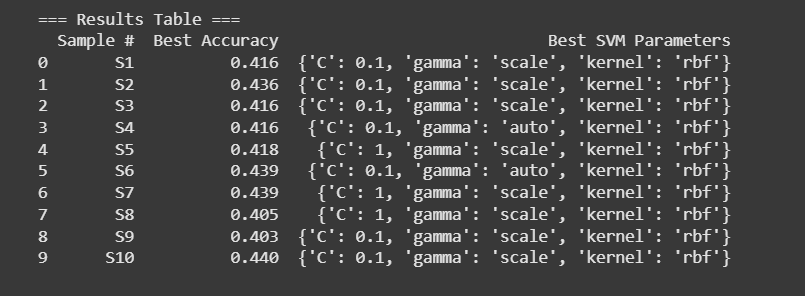 === Results Table ===
Sample # Best Accuracy Best SVM Parameters
0 S1 0.416 {'C': 0.1, 'gamma': 'scale', 'kernel': 'rbf'}
1 S2 0.436 {'C': 0.1, 'gamma': 'scale', 'kernel': 'rbf'}
2 S3 0.416 {'C': 0.1, 'gamma': 'scale', 'kernel': 'rbf'}
3 S4 0.416 {'C': 0.1, 'gamma': 'auto', 'kernel': 'rbf'}
4 S5 0.418 {'C': 1, 'gamma': 'scale', 'kernel': 'rbf'}
5 S6 0.439 {'C': 0.1, 'gamma': 'auto', 'kernel': 'rbf'}
6 S7 0.439 {'C': 1, 'gamma': 'scale', 'kernel': 'rbf'}
7 S8 0.405 {'C': 1, 'gamma': 'scale', 'kernel': 'rbf'}
8 S9 0.403 {'C': 0.1, 'gamma': 'scale', 'kernel': 'rbf'}
9 S10 0.440 {'C': 0.1, 'gamma': 'scale', 'kernel': 'rbf'}